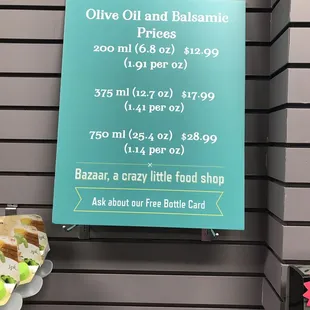 Olive Oil and Balsamic
Prices
200 ml (6.8 oz) $12.99
(1.91 per oz)
375 ml (12.7 oz) $17.99
(1.41 per oz)
750 ml (25.4 oz) $28.99
(1.14 per oz)
Bazaar, a crazy little food shop
Ask about our Free Bottle Card